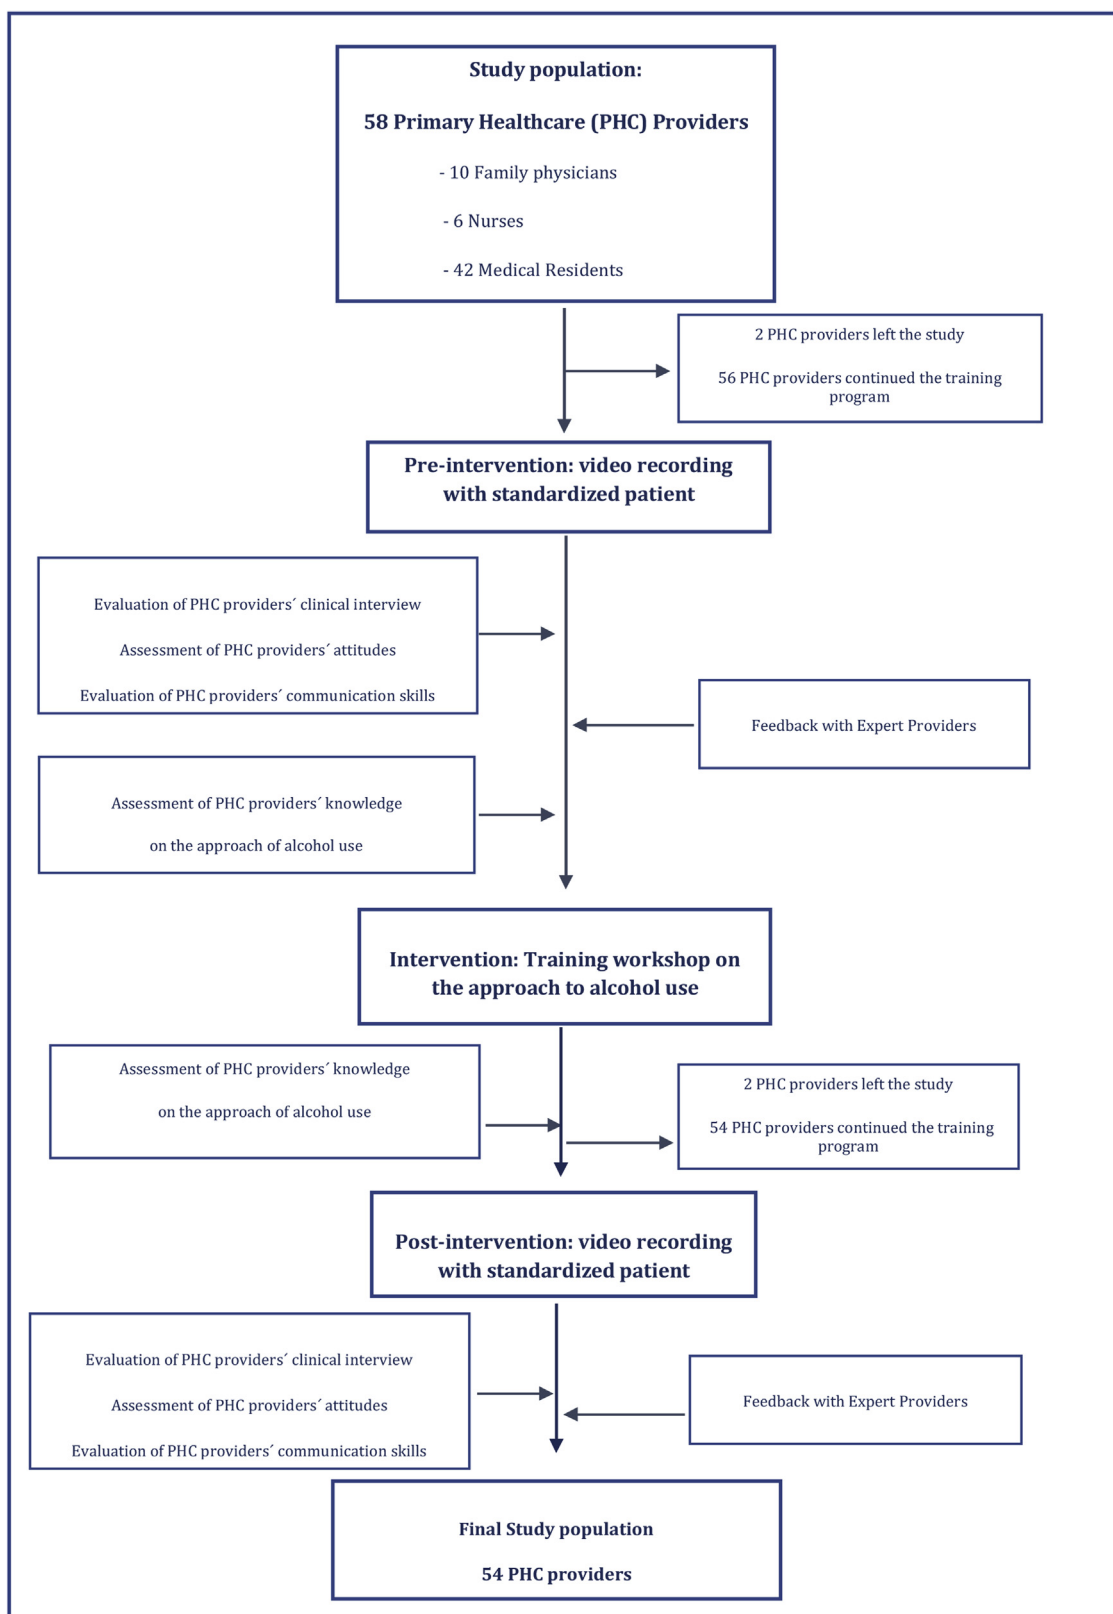 Study population:
58 Primary Healthcare (PHC) Providers
- 10 Family physicians
- 6 Nurses
- 42 Medical Residents
2 PHC providers left the study
56 PHC providers continued the training
program
Pre-intervention: video recording
with standardized patient
Evaluation of PHC providers´ clinical interview
Assessment of PHC providers´ attitudes
Evaluation of PHC providers´ communication skills
Feedback with Expert Providers
Assessment of PHC providers´ knowledge
on the approach of alcohol use
Intervention: Training workshop on
the approach to alcohol use
Assessment of PHC providers´ knowledge
on the approach of alcohol use
2 PHC providers left the study
54 PHC providers continued the training
program
Post-intervention: video recording
with standardized patient
Evaluation of PHC providers´ clinical interview
Assessment of PHC providers´ attitudes
Evaluation of PHC providers´ communication skills
Feedback with Expert Providers
Final Study population
54 PHC providers